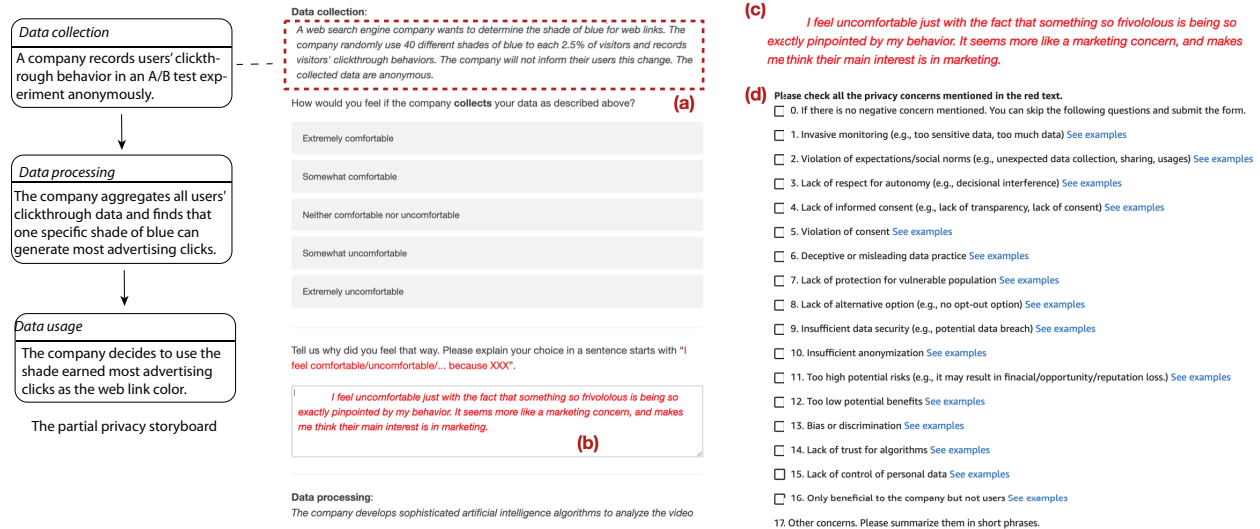 Data collection
A company records users' clickth-
rough behavior in an A/B test exp-
eriment anonymously.
Data processing
The company aggregates all users'
clickthrough data and finds that
one specific shade of blue can
generate most advertising clicks.
Data usage
The company decides to use the
shade earned most advertising
clicks as the web link color.
The partial privacy storyboard
Data collection:
A web search engine company wants to determine the shade of blue for web links. The
company randomly use 40 different shades of blue to each 2.5% of visitors and records
visitors' clickthrough behaviors. The company will not inform their users this change. The
collected data are anonymous.
How would you feel if the company collects your data as described above?
(a)
Extremely comfortable
Somewhat comfortable
Neither comfortable nor uncomfortable
Somewhat uncomfortable
Extremely uncomfortable
Tell us why did you feel that way. Please explain your choice in a sentence starts with "I
feel comfortable/uncomfortable/... because XXX".
I feel uncomfortable just with the fact that something so frivololous is being so
exactly pinpointed by my behavior. It seems more like a marketing concern, and makes
me think their main interest is in marketing.
(b)
Data processing:
The company develops sophisticated artificial intelligence algorithms to analyze the video
(c)
I feel uncomfortable just with the fact that something so frivololous is being so
exactly pinpointed by my behavior. It seems more like a marketing concern, and makes
me think their main interest is in marketing.
(d)
Please check all the privacy concerns mentioned in the red text.
0. If there is no negative concern mentioned. You can skip the following questions and submit the form.
1. Invasive monitoring (e.g., too sensitive data, too much data) See examples
2. Violation of expectations/social norms (e.g., unexpected data collection, sharing, usages) See examples
3. Lack of respect for autonomy (e.g., decisional interference) See examples
4. Lack of informed consent (e.g., lack of transparency, lack of consent) See examples
5. Violation of consent See examples
6. Deceptive or misleading data practice See examples
7. Lack of protection for vulnerable population See examples
8. Lack of alternative option (e.g., no opt-out option) See examples
9. Insufficient data security (e.g., potential data breach) See examples
10. Insufficient anonymization See examples
11. Too high potential risks (e.g., it may result in finacial/opportunity/reputation loss.) See examples
12. Too low potential benefits See examples
13. Bias or discrimination See examples
14. Lack of trust for algorithms See examples
15. Lack of control of personal data See examples
16. Only beneficial to the company but not users See examples
17. Other concerns. Please summarize them in short phrases.